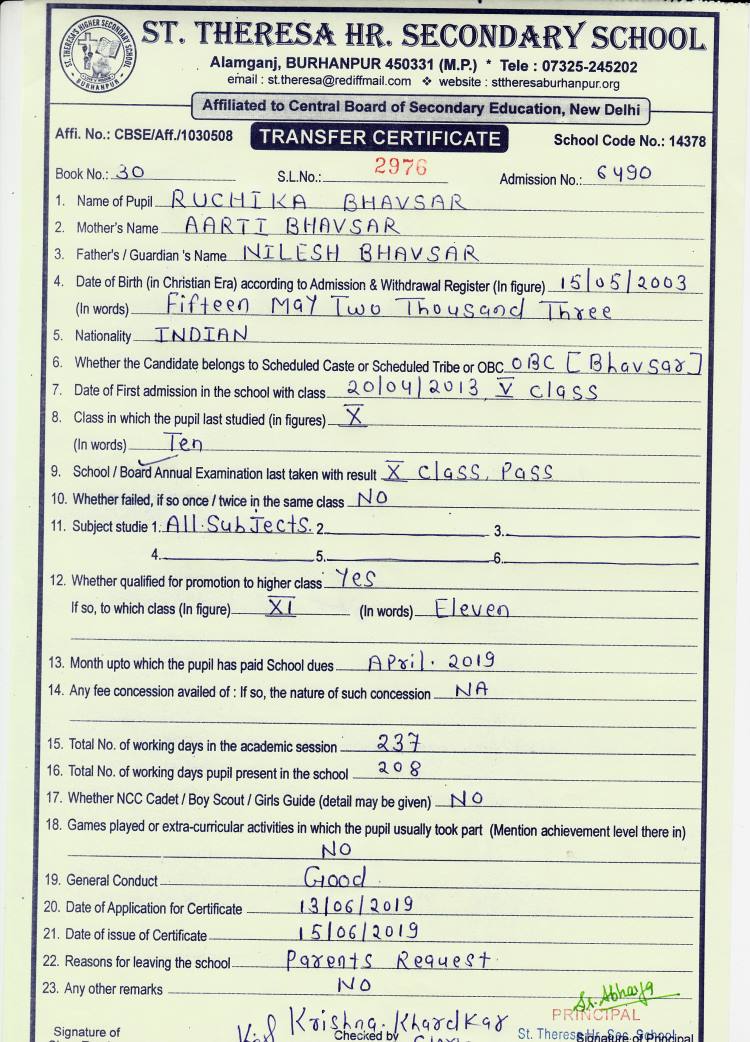 ST. THERESA'S HIGHER SECONDARY SCHOOL
BURHANPUR
ST. THERESA HR. SECONDARY SCHOOL
Alamganj, BURHANPUR 450331 (M.P.) * Tele : 07325-245202
email : st.theresa@rediffmail.com ❖ website : sttheresaburhanpur.org
Affiliated to Central Board of Secondary Education, New Delhi
Affi. No.: CBSE/Aff./1030508 TRANSFER CERTIFICATE School Code No.: 14378
Book No.: 30 S.L.No.: 2976 Admission No.: 6490
1. Name of Pupil RUCHIKA BHAVSAR
2. Mother's Name AARTI BHAVSAR
3. Father's / Guardian 's Name NILESH BHAVSAR
4. Date of Birth (in Christian Era) according to Admission & Withdrawal Register (In figure) 15/05/2003
(In words) Fifteen May Two Thousand Three
5. Nationality INDIAN
6. Whether the Candidate belongs to Scheduled Caste or Scheduled Tribe or OBC OBC [Bhavsar]
7. Date of First admission in the school with class 20/04/2013, V class
8. Class in which the pupil last studied (in figures) X
(In words) Ten
9. School / Board Annual Examination last taken with result X class, Pass
10. Whether failed, if so once / twice in the same class NO
11. Subject studie 1. All Subjects. 2. 3.
4. 5. 6.
12. Whether qualified for promotion to higher class Yes
If so, to which class (In figure) XI (In words) Eleven
13. Month upto which the pupil has paid School dues April. 2019
14. Any fee concession availed of : If so, the nature of such concession NA
15. Total No. of working days in the academic session 237
16. Total No. of working days pupil present in the school 208
17. Whether NCC Cadet / Boy Scout / Girls Guide (detail may be given) NO
18. Games played or extra-curricular activities in which the pupil usually took part (Mention achievement level there in)
NO
19. General Conduct Good
20. Date of Application for Certificate 13/06/2019
21. Date of issue of Certificate 15/06/2019
22. Reasons for leaving the school Parents Request.
23. Any other remarks NO
Sr. Abhaya
PRINCIPAL
Krishna. Khardkar
Signature of Checked by St. Theresa Hr. Sec. School Signature of Principal